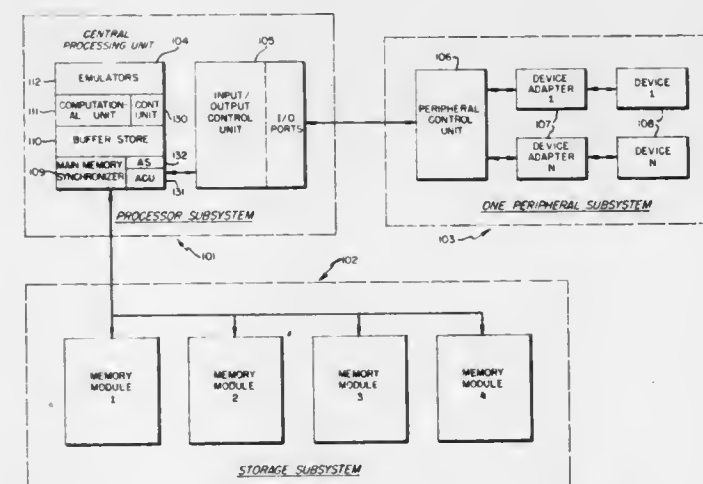 CENTRAL
PROCESSING UNIT
104
105
112
EMULATORS
111
COMPUTATION-
AL UNIT
CONT
UNIT
130
110
BUFFER STORE
132
109
MAIN MEMORY
SYNCHRONIZER
AS
ACU
131
INPUT/
OUTPUT
CONTROL
UNIT
I/O
PORTS
PROCESSOR SUBSYSTEM
101
106
PERIPHERAL
CONTROL
UNIT
DEVICE
ADAPTER
1
DEVICE
1
107
108
DEVICE
ADAPTER
N
DEVICE
N
ONE PERIPHERAL SUBSYSTEM
103
102
MEMORY
MODULE
1
MEMORY
MODULE
2
MEMORY
MODULE
3
MEMORY
MODULE
4
STORAGE SUBSYSTEM